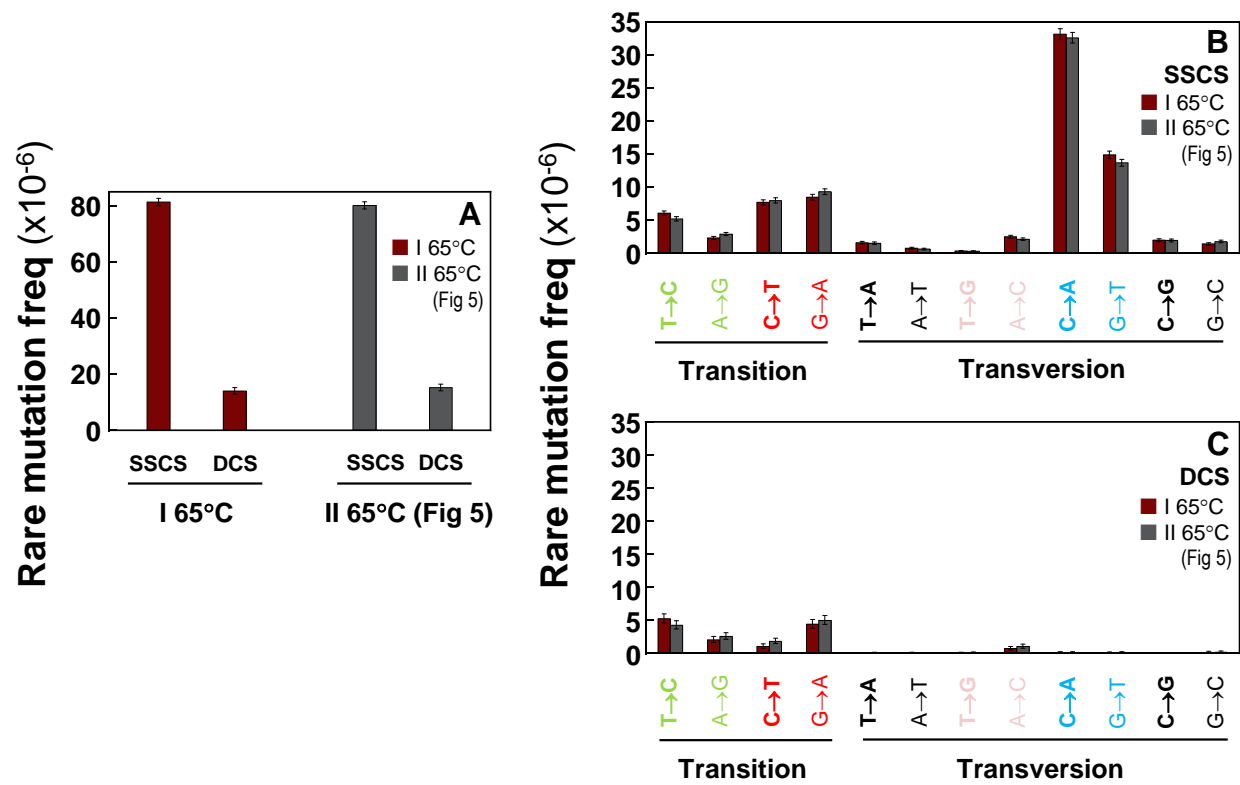 Rare mutation freq (x10-6)
80
60
40
20
0
A
I 65°C
II 65°C
(Fig 5)
SSCS DCS SSCS DCS
I 65°C II 65°C (Fig 5)
Rare mutation freq (x10-6)
35
30
25
20
15
10
5
0
B
SSCS
I 65°C
II 65°C
(Fig 5)
T→C A→G C→T G→A T→A A→T T→G A→C C→A G→T C→G G→C
Transition Transversion
35
30
25
20
15
10
5
0
C
DCS
I 65°C
II 65°C
(Fig 5)
T→C A→G C→T G→A T→A A→T T→G A→C C→A G→T C→G G→C
Transition Transversion